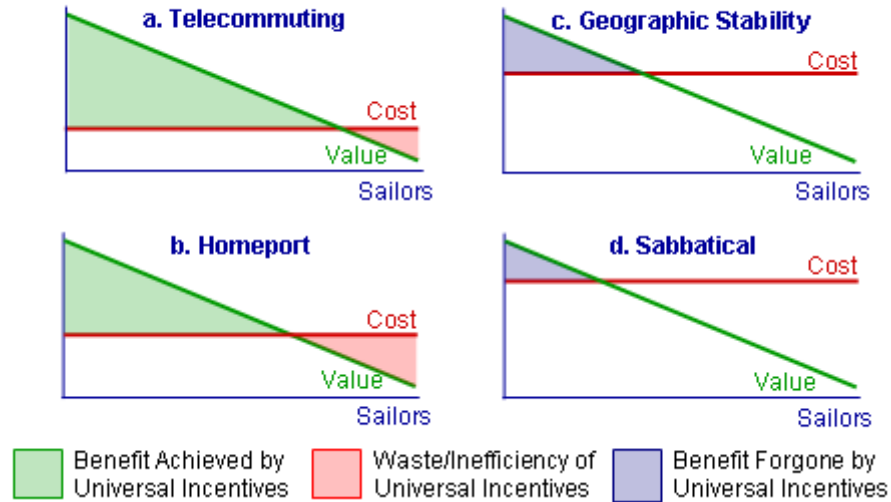 a. Telecommuting
Cost
Value
Sailors
c. Geographic Stability
Cost
Value
Sailors
b. Homeport
Cost
Value
Sailors
d. Sabbatical
Cost
Value
Sailors
Benefit Achieved by
Universal Incentives
Waste/Inefficiency of
Universal Incentives
Benefit Forgone by
Universal Incentives